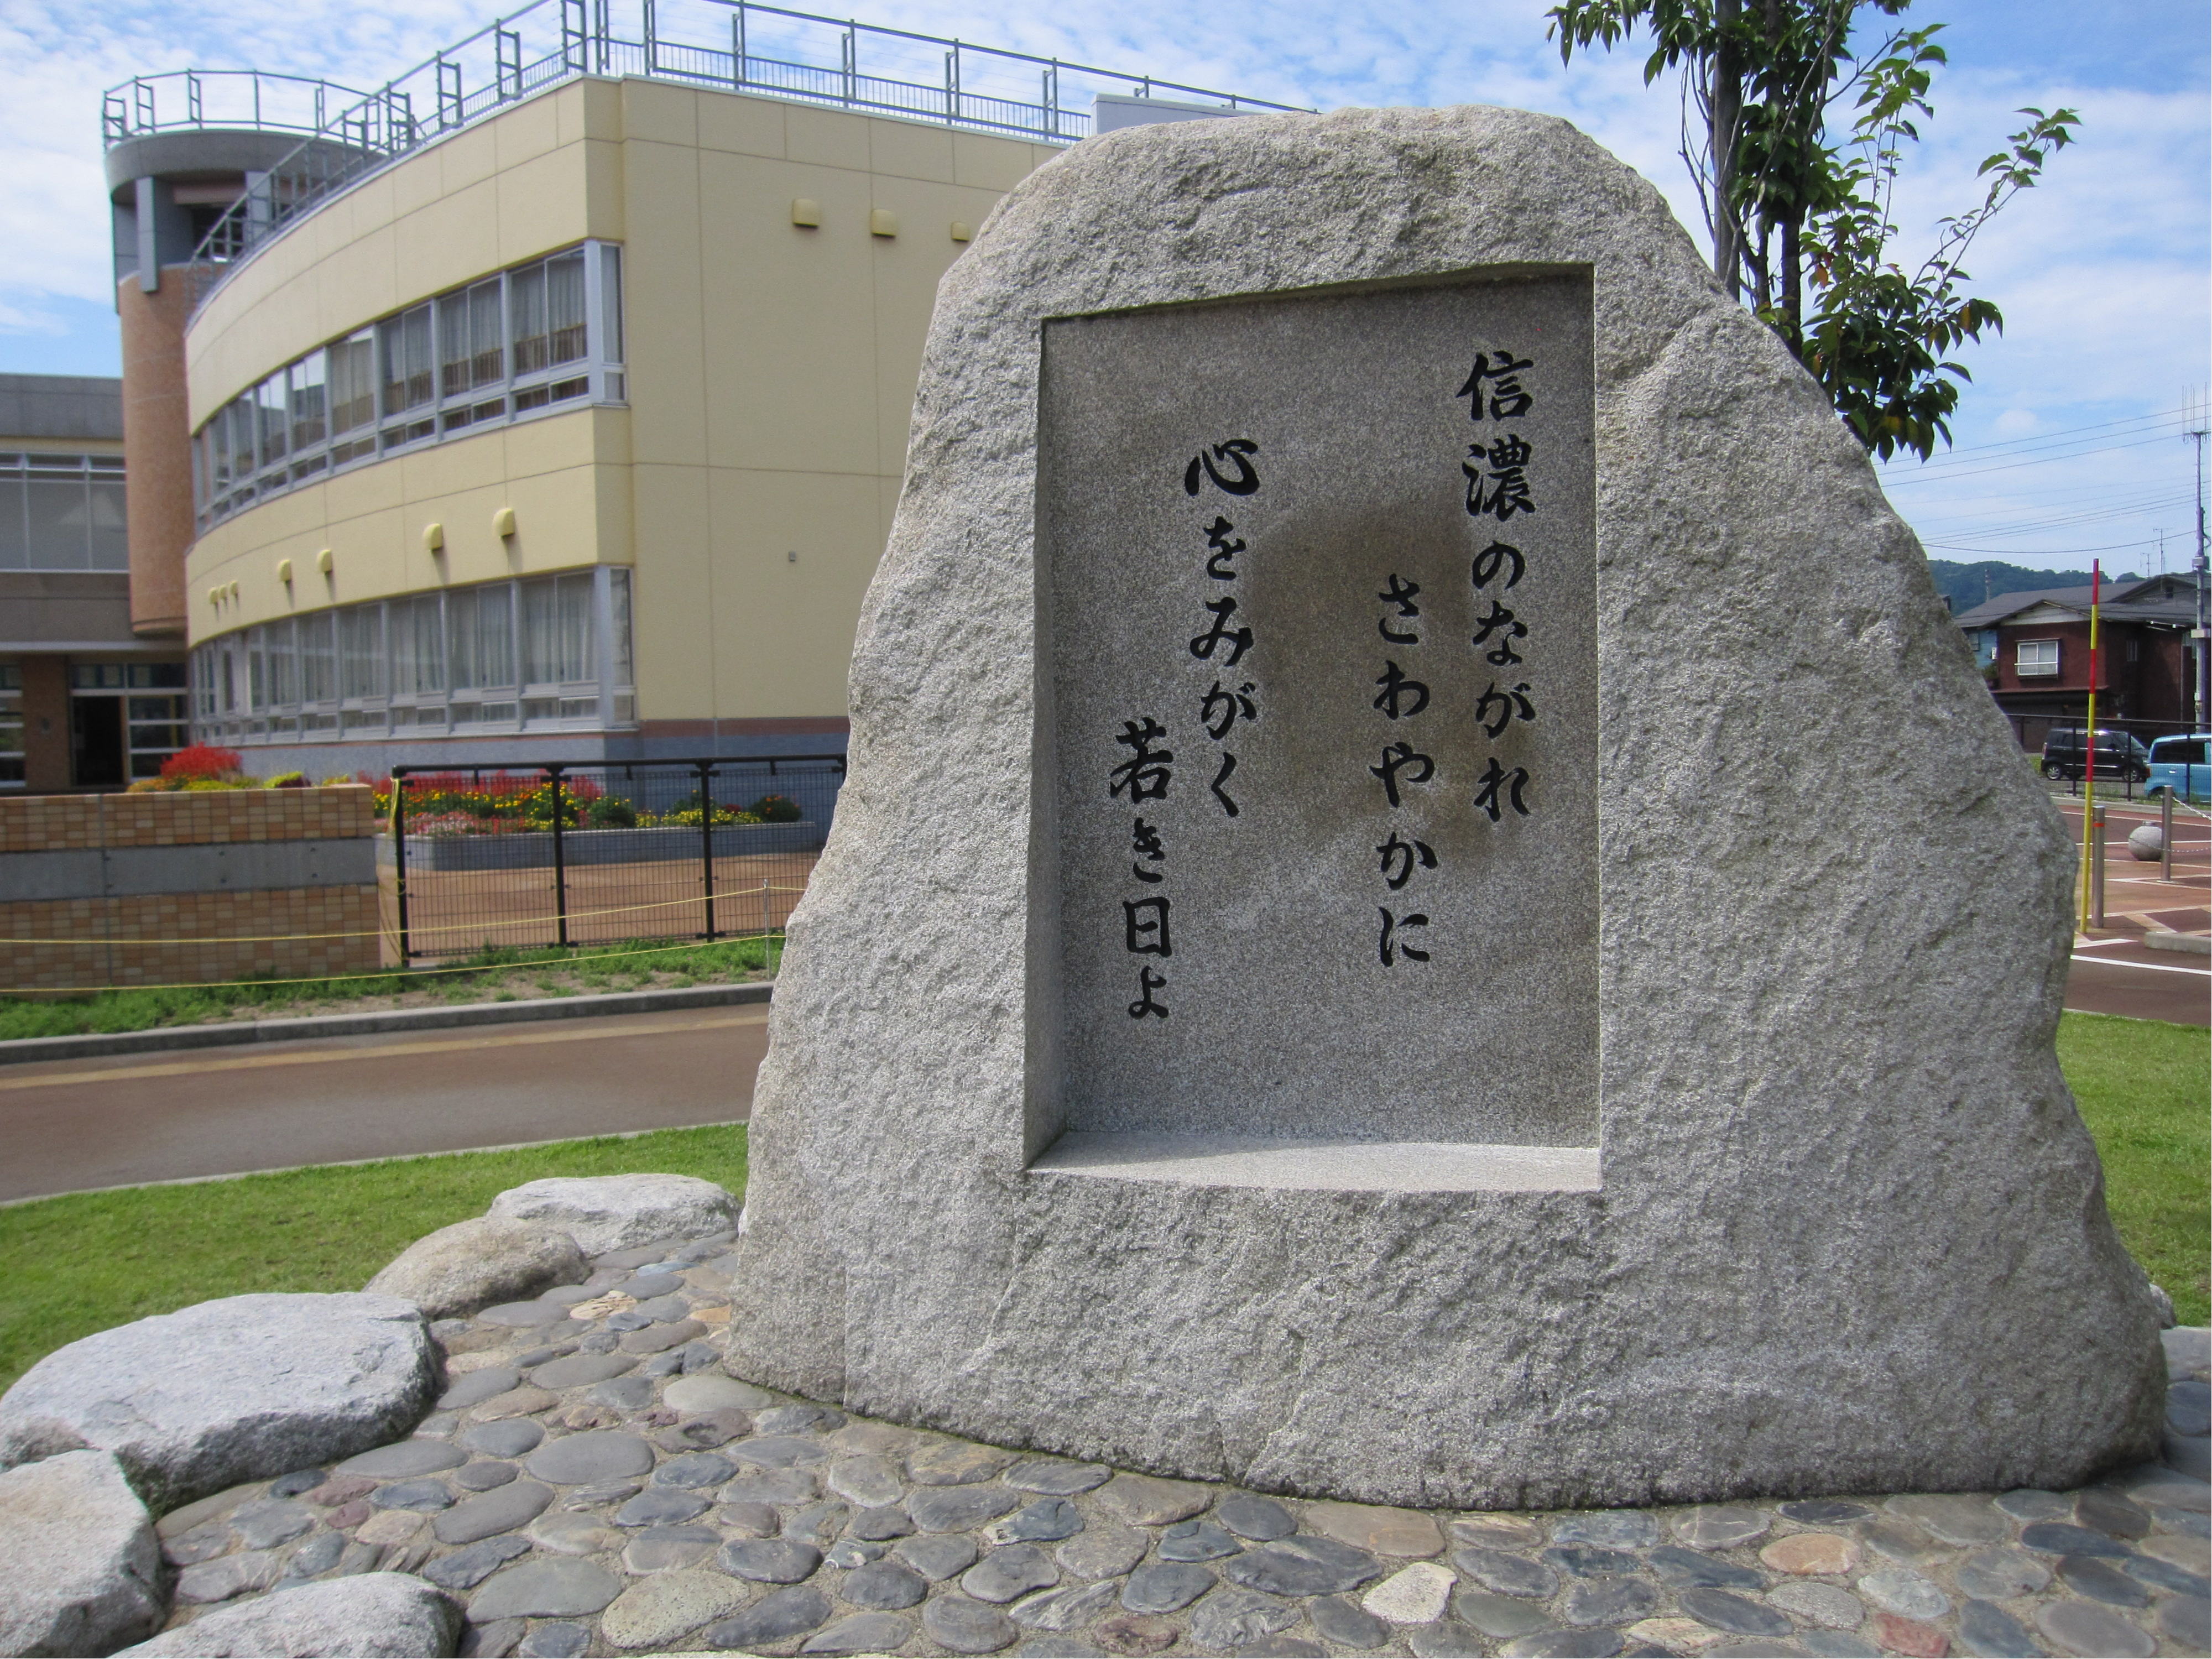 信濃のながれ
さわやかに
心をみがく
若き日よ